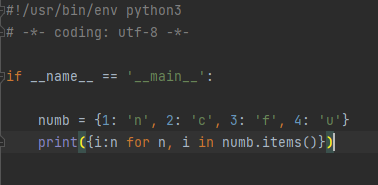 #!/usr/bin/env python3
# -*- coding: utf-8 -*-
if __name__ == '__main__':
numb = {1: 'n', 2: 'c', 3: 'f', 4: 'u'}
print({i:n for n, i in numb.items()})